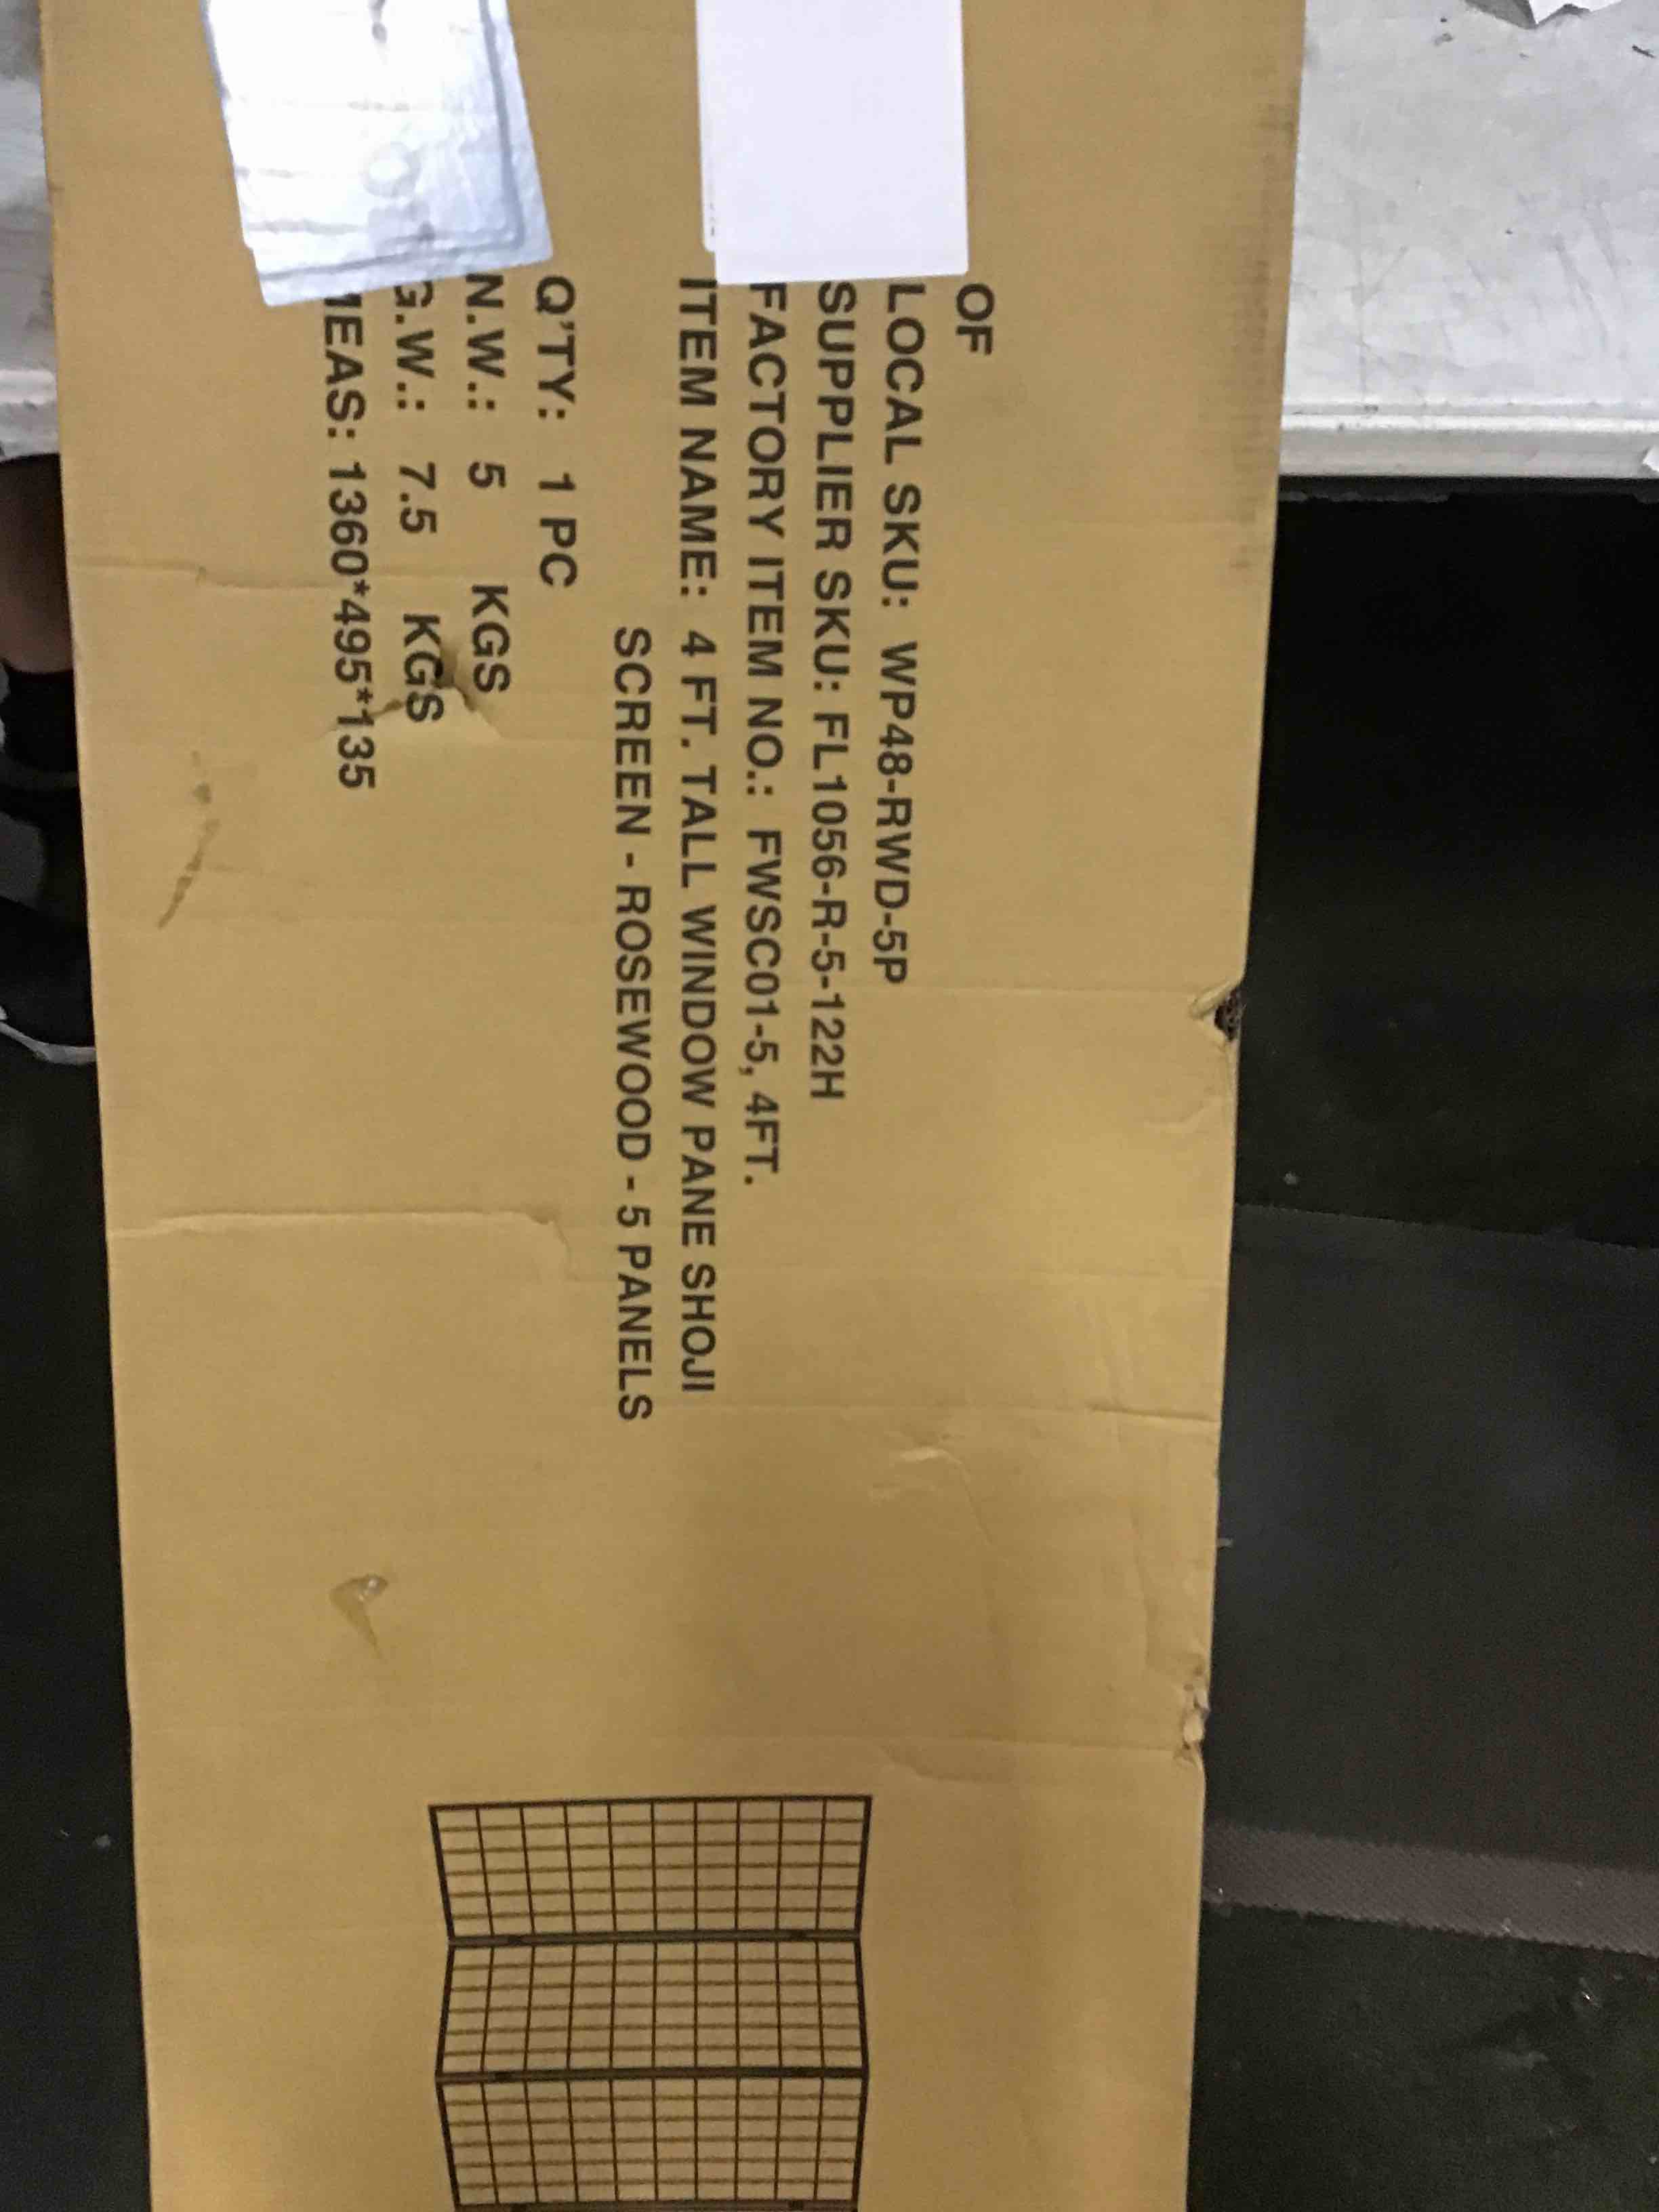 OF
LOCAL SKU: WP48-RWD-5P
SUPPLIER SKU: FL1056-R-5-122H
FACTORY ITEM NO.: FWSC01-5, 4FT.
ITEM NAME: 4 FT. TALL WINDOW PANE SHOJI
SCREEN - ROSEWOOD - 5 PANELS
Q'TY: 1 PC
N.W.: 5 KGS
G.W.: 7.5 KGS
MEAS: 1360*495*135